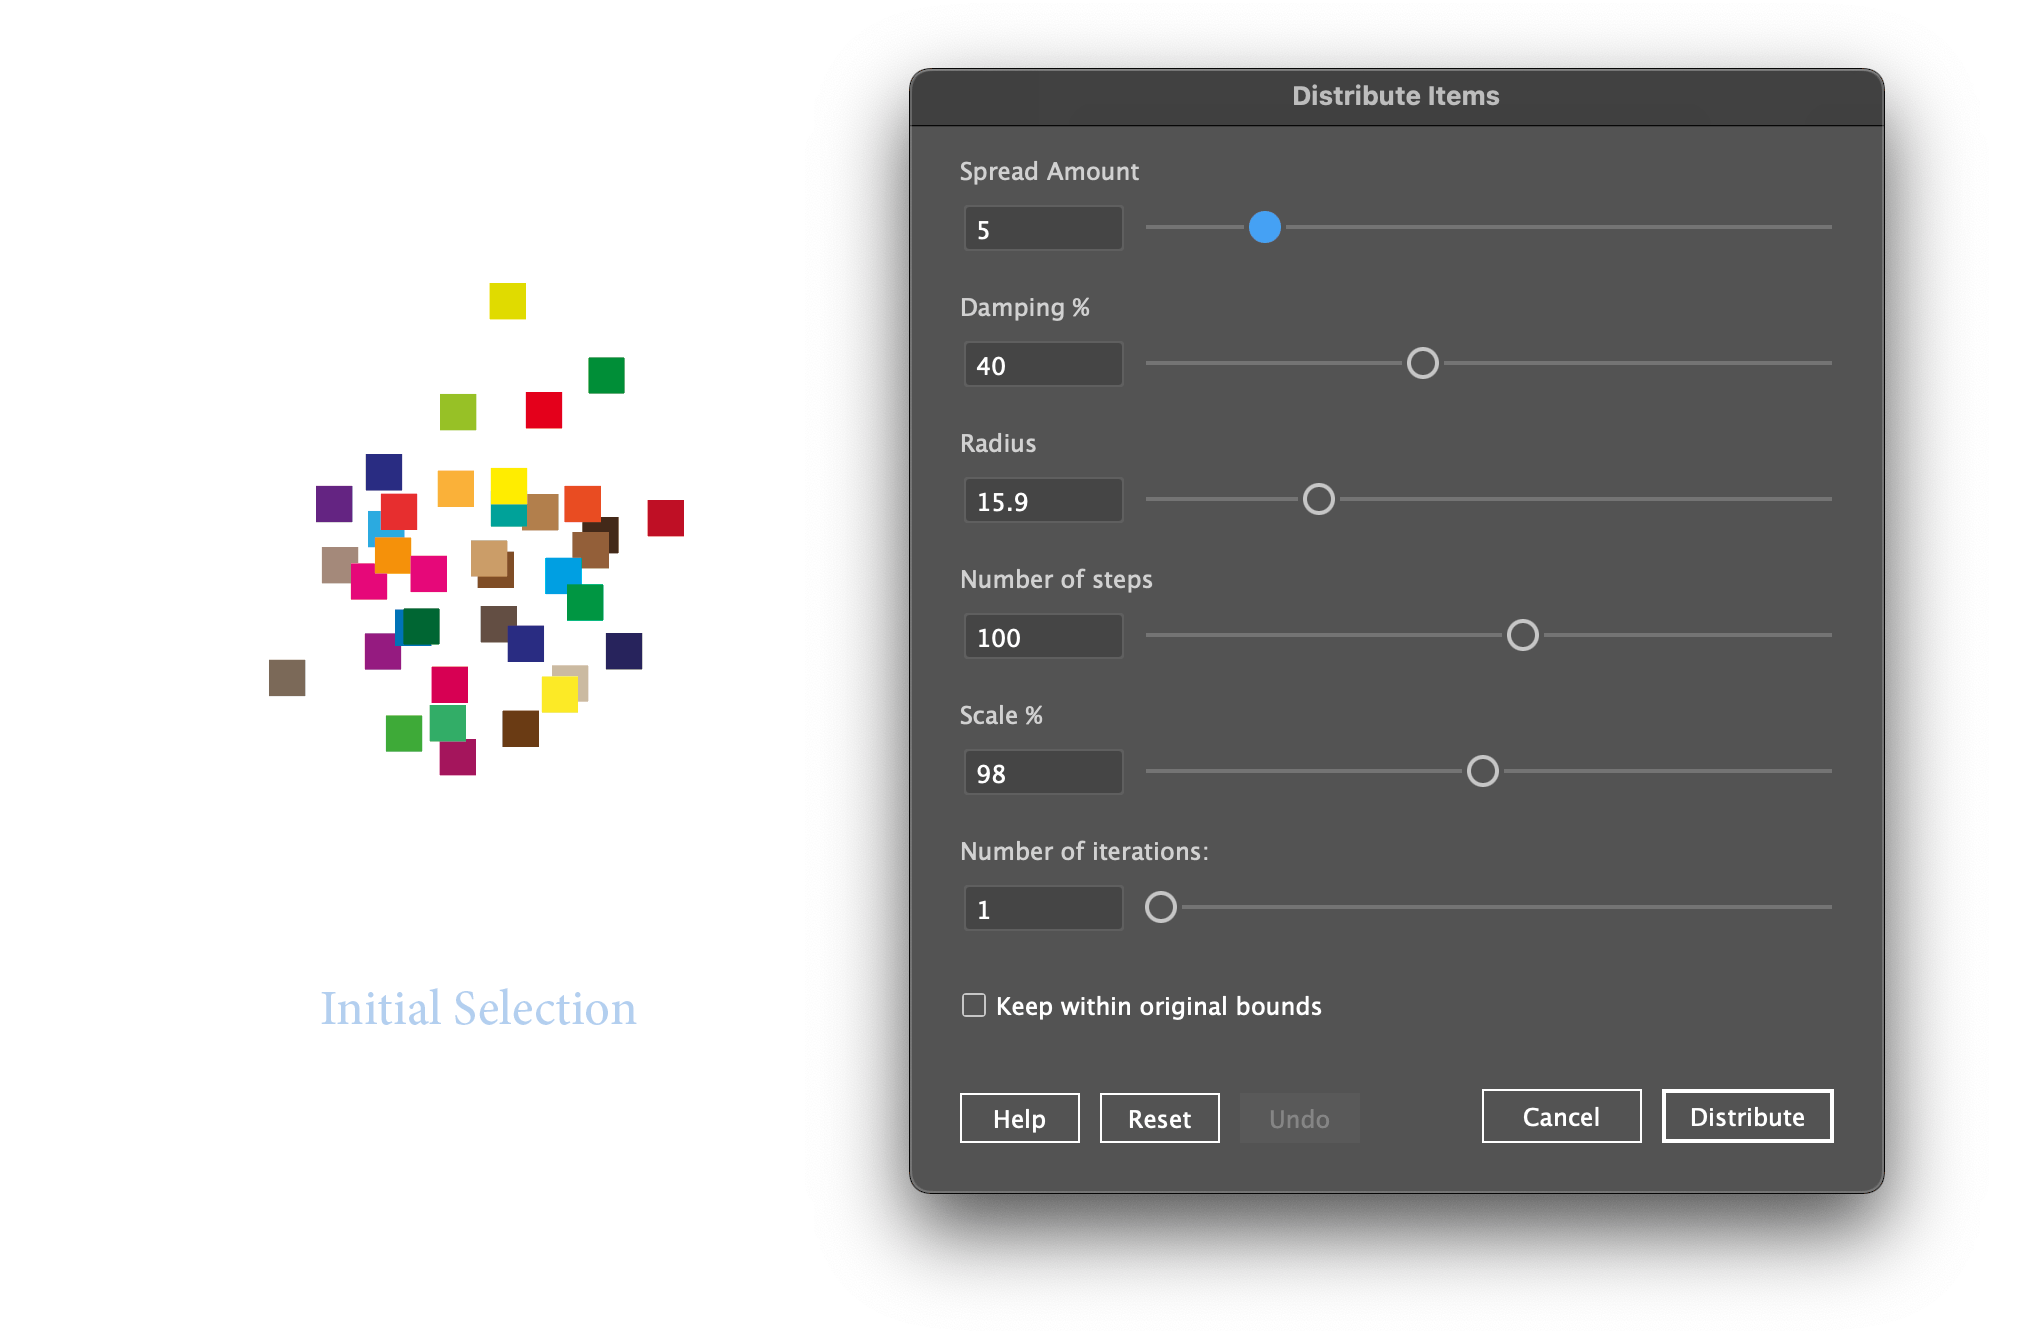 Distribute Items
Spread Amount
5
Damping %
40
Radius
15.9
Number of steps
100
Scale %
98
Number of iterations:
1
Keep within original bounds
Help
Reset
Undo
Cancel
Distribute
Initial Selection